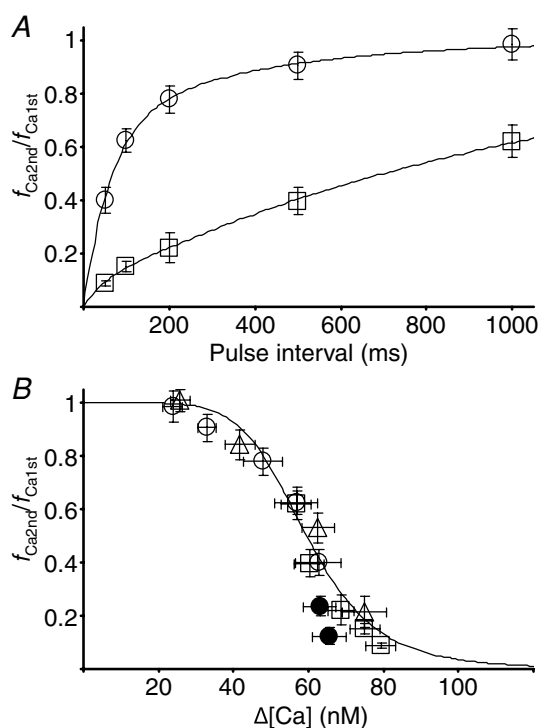 A
1
0.8
0.6
0.4
0.2
fCa2nd/fCa1st
200 400 600 800 1000
Pulse interval (ms)
B
1
0.8
0.6
0.4
0.2
fCa2nd/fCa1st
20 40 60 80 100
Δ[Ca] (nM)